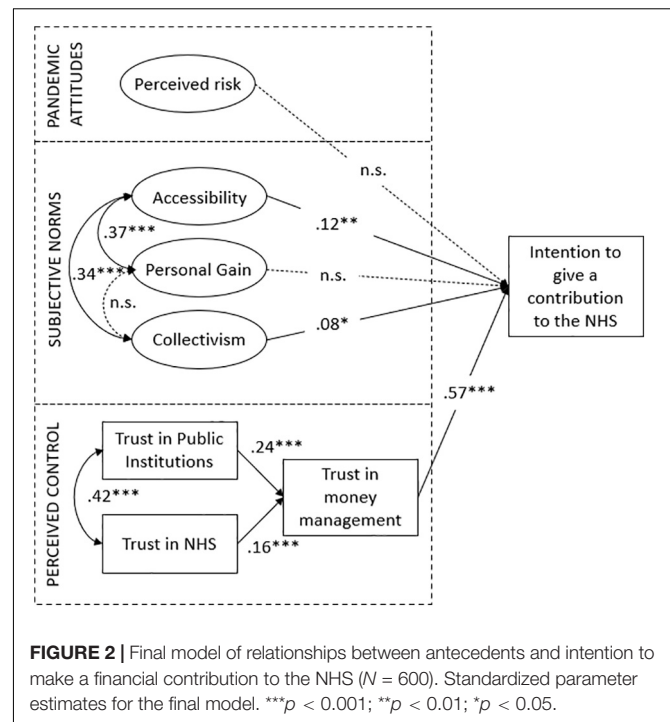 PANDEMIC
ATTITUDES
Perceived risk
n.s.
SUBJECTIVE NORMS
Accessibility
.12**
.37***
Personal Gain
n.s.
.34***
n.s.
Collectivism
.08*
Intention to
give a
contribution
to the NHS
.57***
PERCEIVED CONTROL
Trust in Public
Institutions
.24***
.42***
Trust in
money
management
Trust in NHS
.16***
FIGURE 2 | Final model of relationships between antecedents and intention to
make a financial contribution to the NHS (N = 600). Standardized parameter
estimates for the final model. ***p < 0.001; **p < 0.01; *p < 0.05.